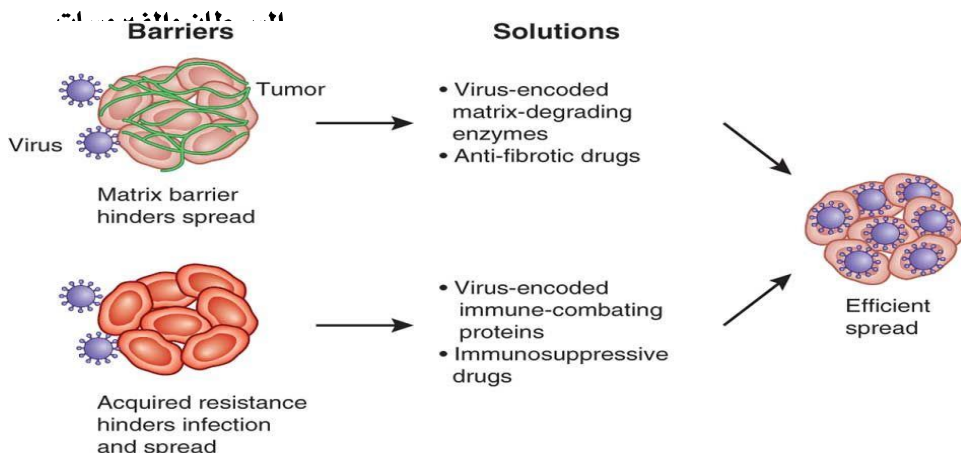 Barriers
Solutions
Tumor
Virus
Matrix barrier
hinders spread
• Virus-encoded
matrix-degrading
enzymes
• Anti-fibrotic drugs
Acquired resistance
hinders infection
and spread
• Virus-encoded
immune-combating
proteins
• Immunosuppressive
drugs
Efficient
spread